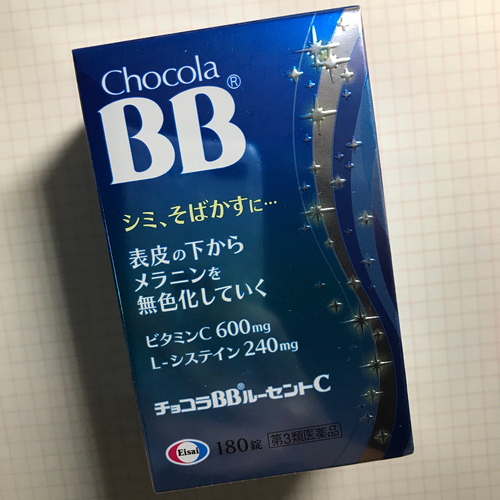 Chocola
BB®
シミ、そばかすに…
表皮の下から
メラニンを
無色化していく
ビタミンC 600mg
L-システイン 240mg
チョコラBB®ルーセントC
Eisai 180錠 第3類医薬品